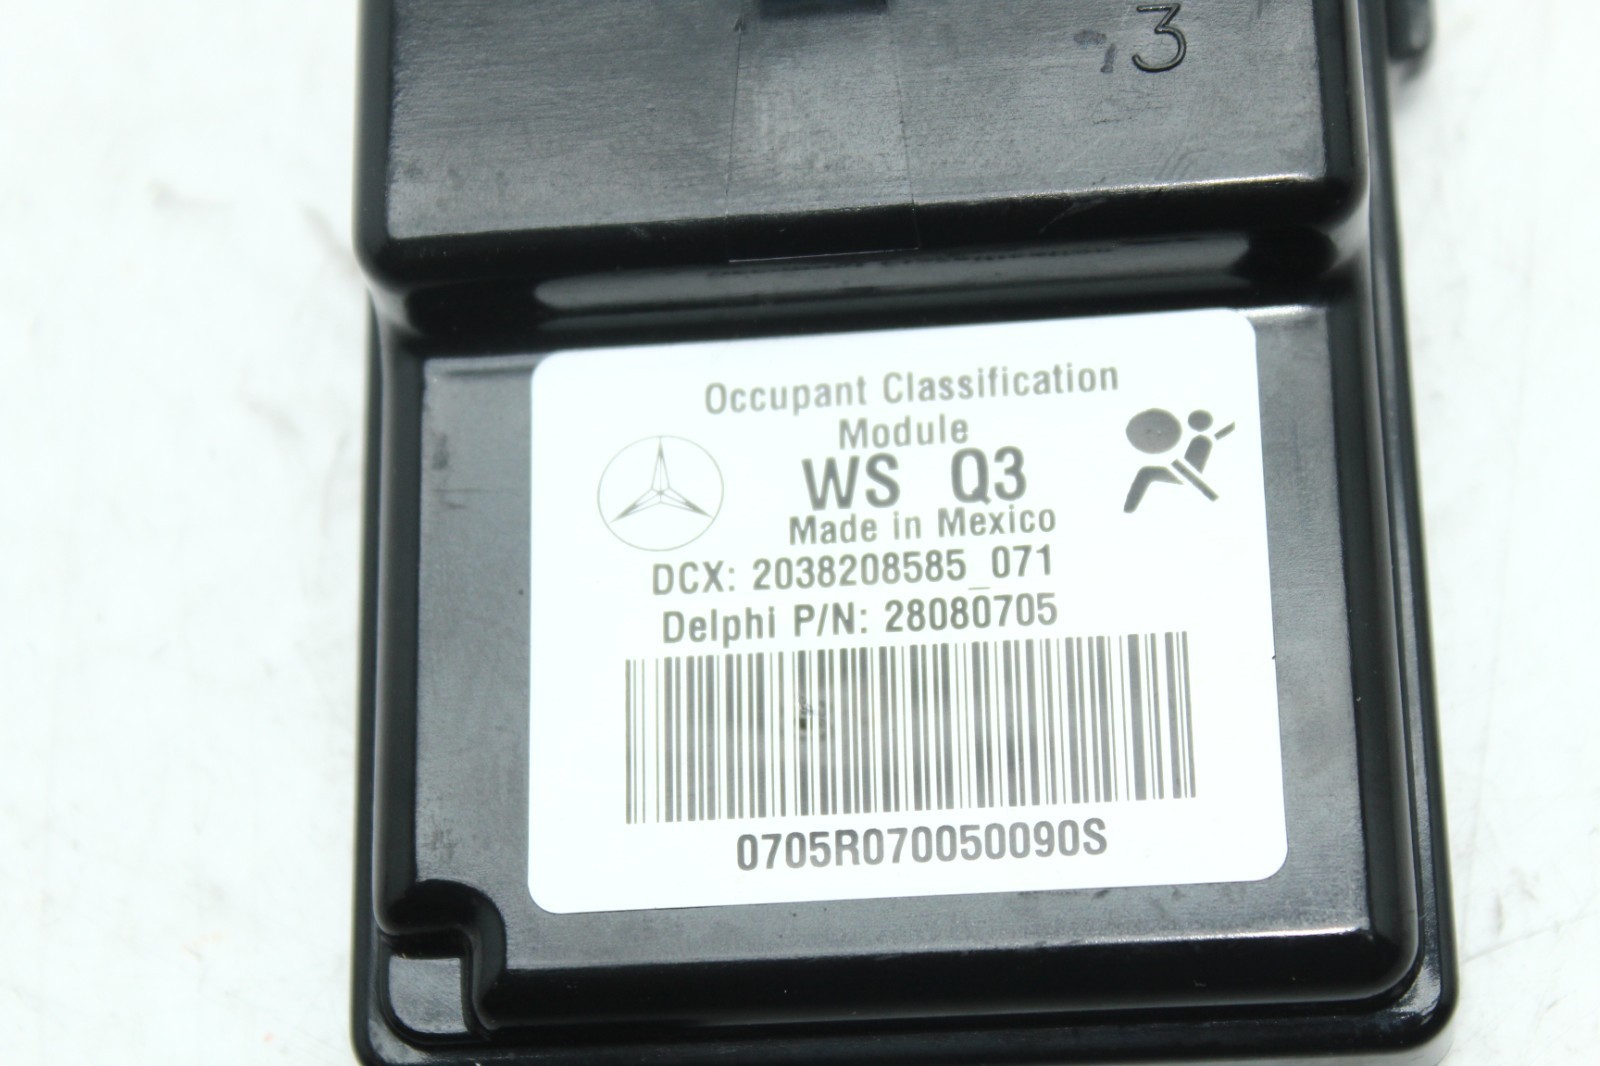 3
Occupant Classification
Module
WS Q3
Made in Mexico
DCX: 2038208585_071
Delphi P/N: 28080705
0705R070050090S